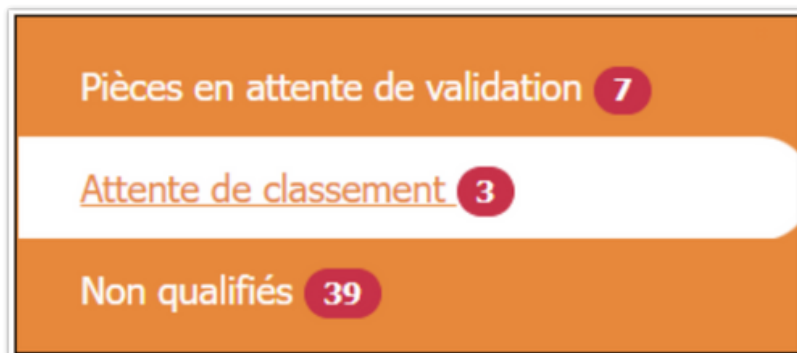 Pièces en attente de validation 7
Attente de classement 3
Non qualifiés 39